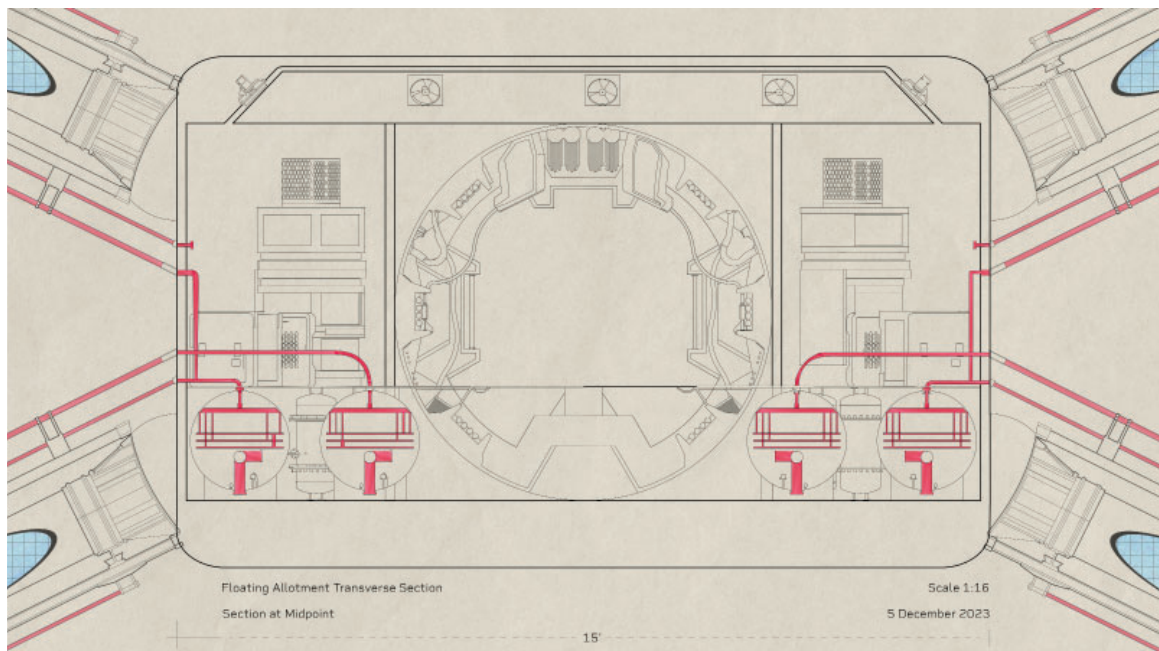 Floating Allotment Transverse Section
Scale 1:16
Section at Midpoint
5 December 2023
15'